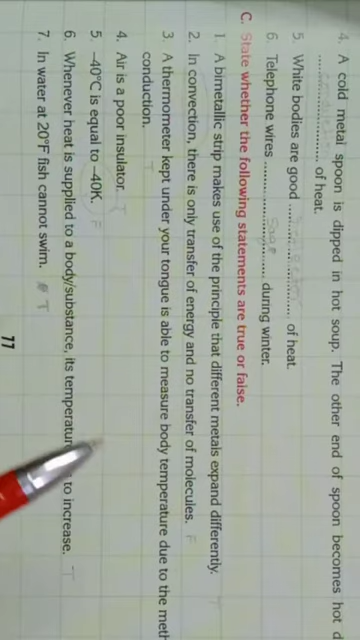 4. A cold metal spoon is dipped in hot soup. The other end of spoon becomes hot d
.......................... of heat.
5. White bodies are good .......................... of heat.
6. Telephone wires .......................... during winter.
C. State whether the following statements are true or false.
1. A bimetallic strip makes use of the principle that different metals expand differently. T
2. In convection, there is only transfer of energy and no transfer of molecules. F
3. A thermometer kept under your tongue is able to measure body temperature due to the meth
conduction. T
4. Air is a poor insulator. T
5. –40°C is equal to –40K. F
6. Whenever heat is supplied to a body/substance, its temperatur to increase. T
7. In water at 20°F fish cannot swim. T
77